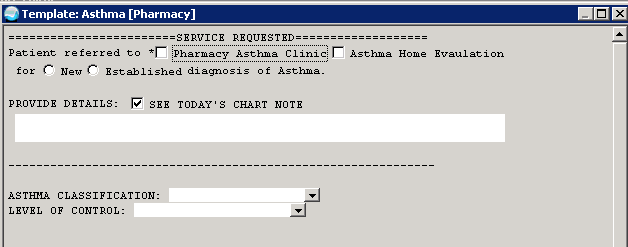 Template: Asthma [Pharmacy]
========================SERVICE REQUESTED===================
Patient referred to * Pharmacy Asthma Clinic Asthma Home Evaulation
for New Established diagnosis of Asthma.
PROVIDE DETAILS: SEE TODAY'S CHART NOTE
-------------------------------------------------------------
ASTHMA CLASSIFICATION:
LEVEL OF CONTROL: